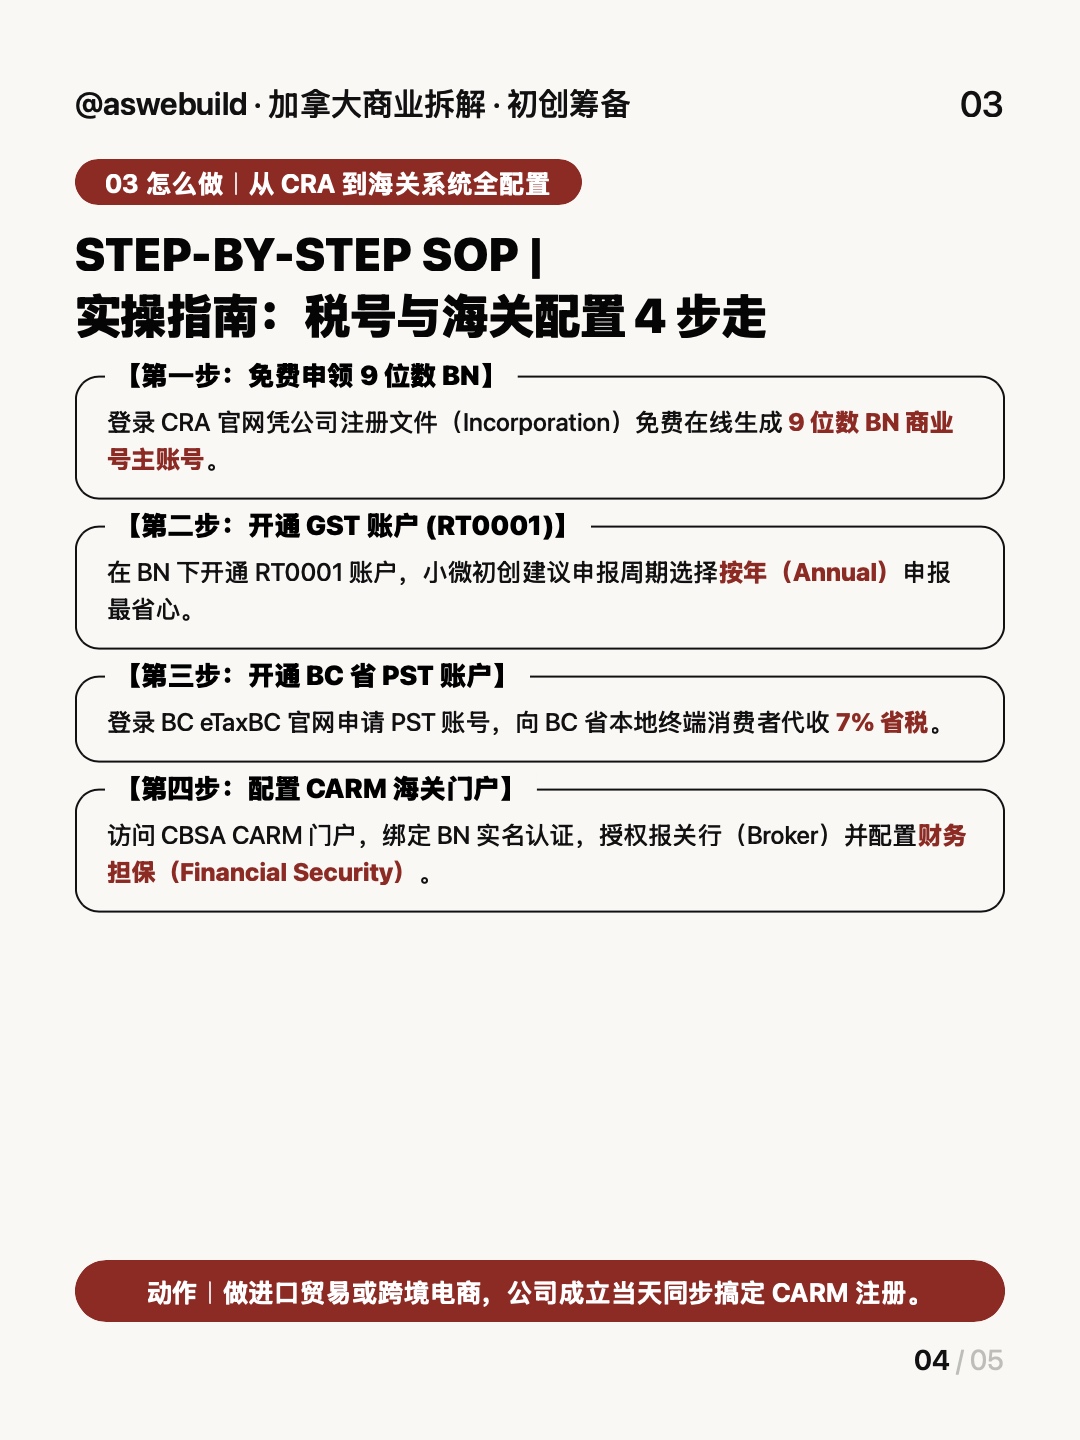 @aswebuild · 加拿大商业拆解 · 初创筹备
03
03 怎么做｜从 CRA 到海关系统全配置
STEP-BY-STEP SOP |
实操指南：税号与海关配置 4 步走
【第一步：免费申领 9 位数 BN】
登录 CRA 官网凭公司注册文件（Incorporation）免费在线生成 9 位数 BN 商业
号主账号。
【第二步：开通 GST 账户 (RT0001)】
在 BN 下开通 RT0001 账户，小微初创建议申报周期选择按年（Annual）申报
最省心。
【第三步：开通 BC 省 PST 账户】
登录 BC eTaxBC 官网申请 PST 账号，向 BC 省本地终端消费者代收 7% 省税。
【第四步：配置 CARM 海关门户】
访问 CBSA CARM 门户，绑定 BN 实名认证，授权报关行（Broker）并配置财务
担保（Financial Security）。
动作｜做进口贸易或跨境电商，公司成立当天同步搞定 CARM 注册。
04 / 05